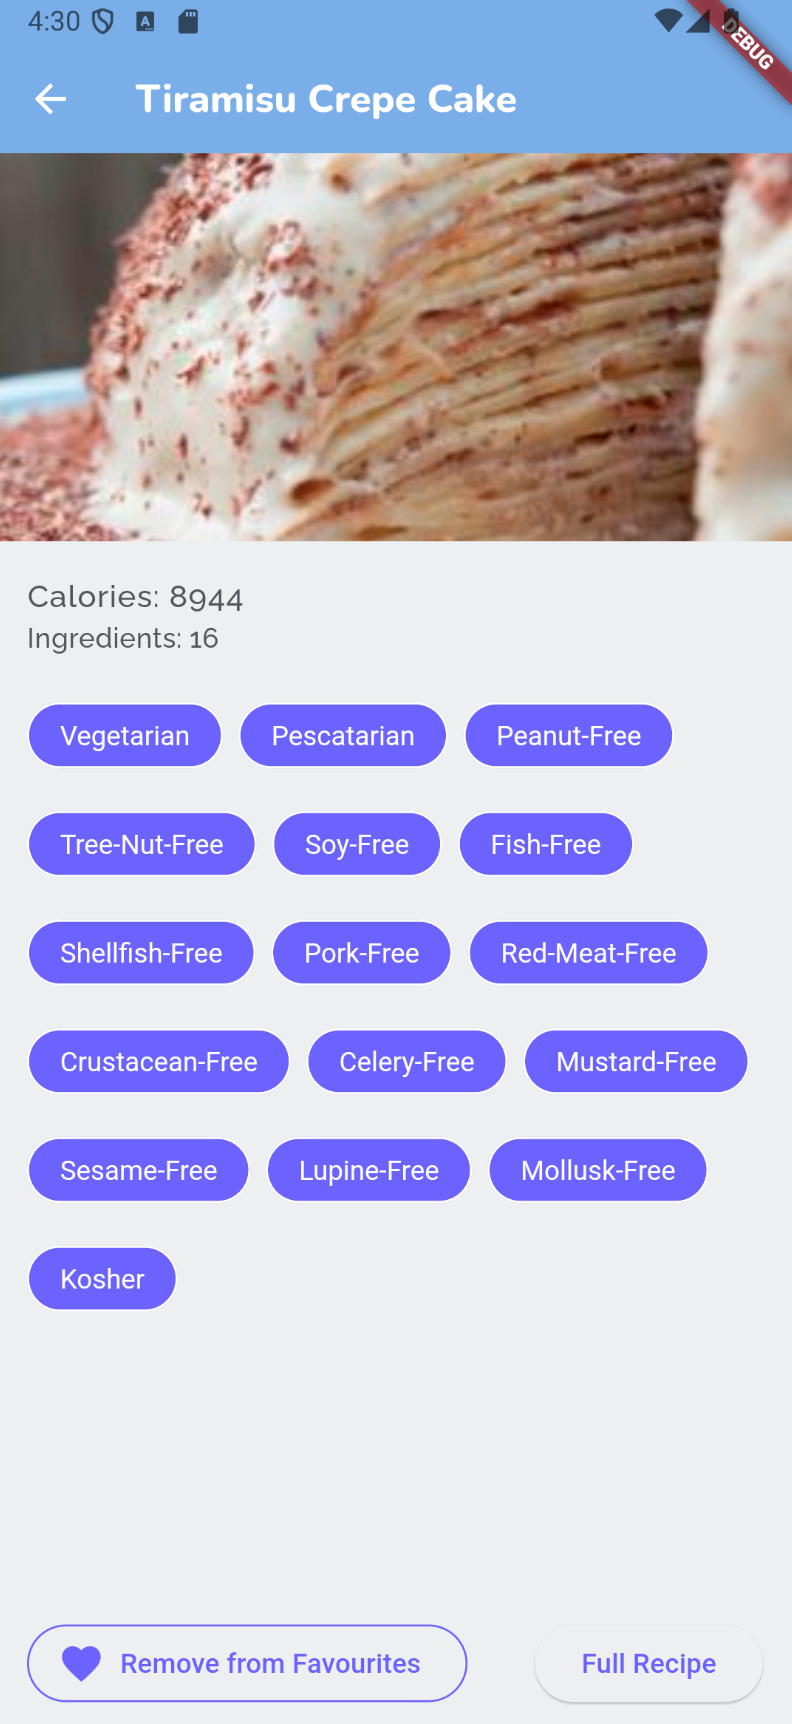 4:30
A
DEBUG
Tiramisu Crepe Cake
Calories: 8944
Ingredients: 16
Vegetarian Pescatarian Peanut-Free
Tree-Nut-Free Soy-Free Fish-Free
Shellfish-Free Pork-Free Red-Meat-Free
Crustacean-Free Celery-Free Mustard-Free
Sesame-Free Lupine-Free Mollusk-Free
Kosher
Remove from Favourites Full Recipe